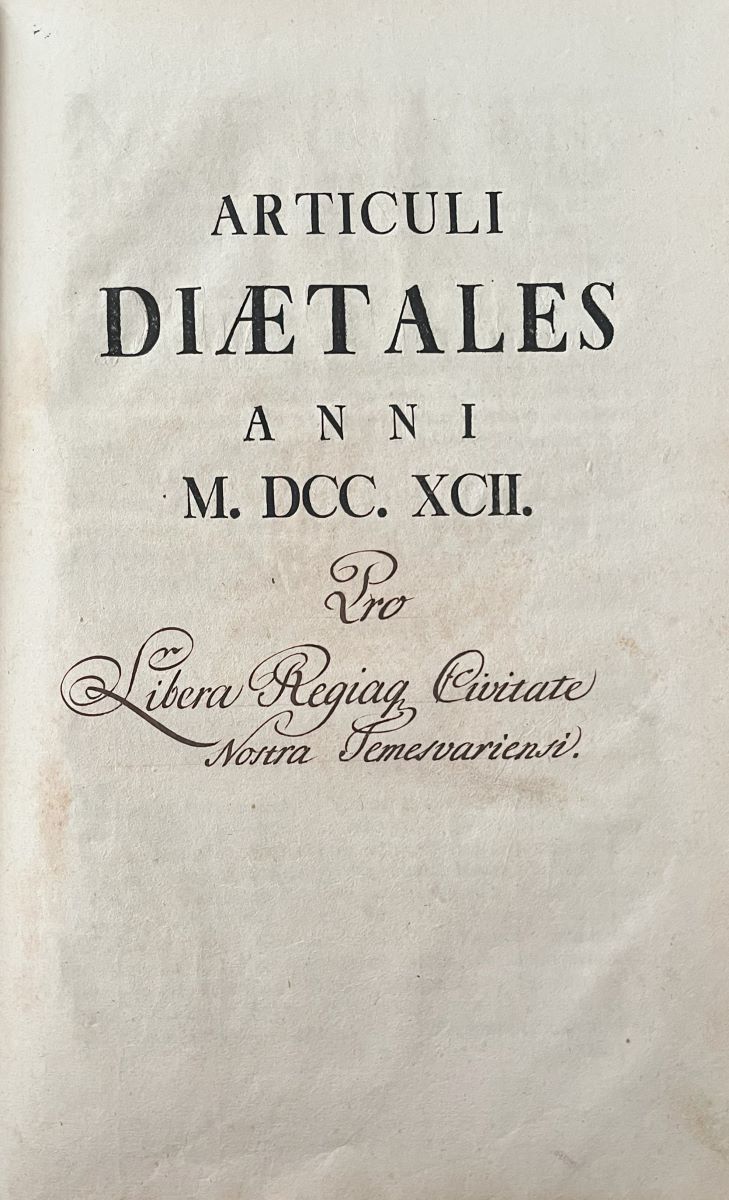 ARTICULI
DIÆTALES
ANNI
M. DCC. XCII.
Pro
Libera Regiaq Civitate
Nostra Temesvariensi.